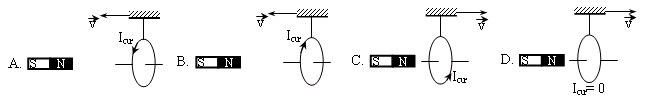 v v v v
I_cư I_cư
A. S N B. S N C. S N D. S N
I_cư
I_cư= 0